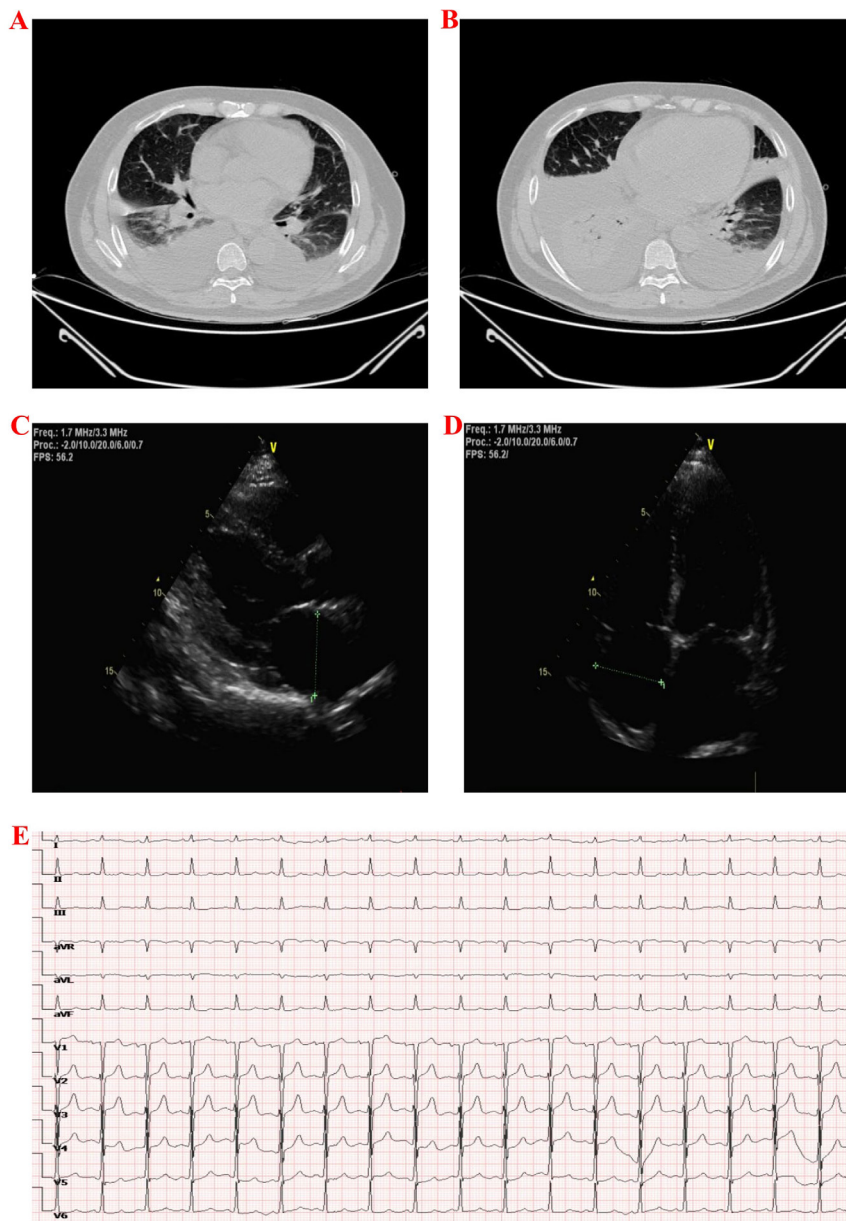 A
B
C
Freq.: 1.7 MHz/3.3 MHz
Proc.: -2.0/10.0/20.0/6.0/0.7
FPS: 56.2
V
5
10
15
D
Freq.: 1.7 MHz/3.3 MHz
Proc.: -2.0/10.0/20.0/6.0/0.7
FPS: 56.2/
V
5
10
15
E
I
II
III
aVR
aVL
aVF
V1
V2
V3
V4
V5
V6